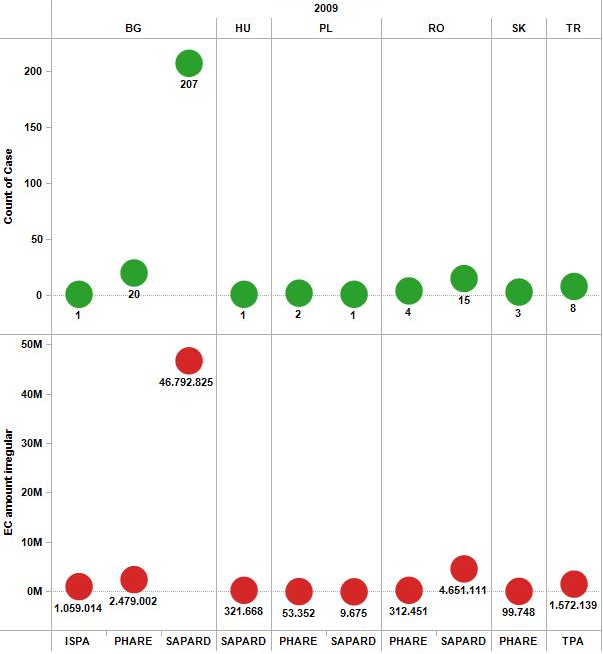 2009
BG HU PL RO SK TR
Count of Case
200
150
100
50
0
207
20
1
1
2
1
4
15
3
8
EC amount irregular
50M
40M
30M
20M
10M
0M
46.792.825
1.059.014
2.479.002
321.668
53.352
9.675
312.451
4.651.111
99.748
1.572.139
ISPA PHARE SAPARD SAPARD PHARE SAPARD PHARE SAPARD PHARE TPA